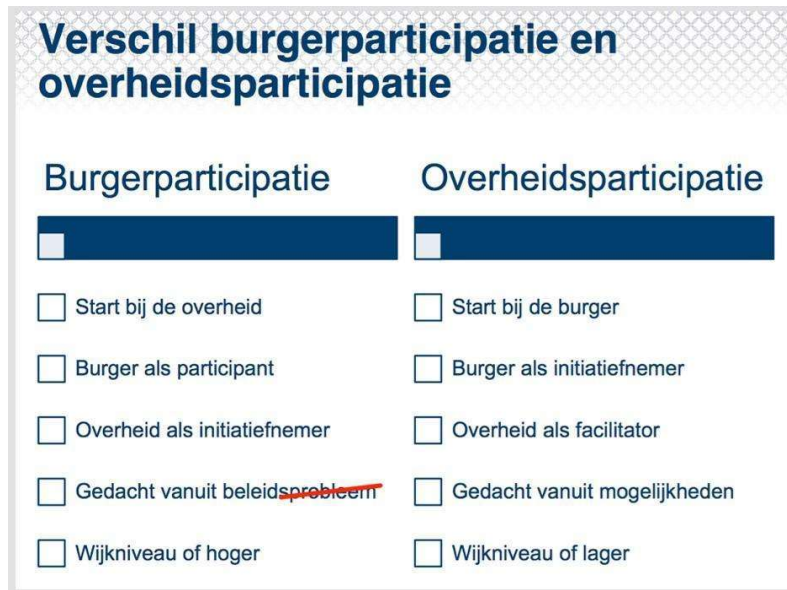 Verschil burgerparticipatie en
overheidsparticipatie
Burgerparticipatie
Start bij de overheid
Burger als participant
Overheid als initiatiefnemer
Gedacht vanuit beleidsprobleem
Wijkniveau of hoger
Overheidsparticipatie
Start bij de burger
Burger als initiatiefnemer
Overheid als facilitator
Gedacht vanuit mogelijkheden
Wijkniveau of lager